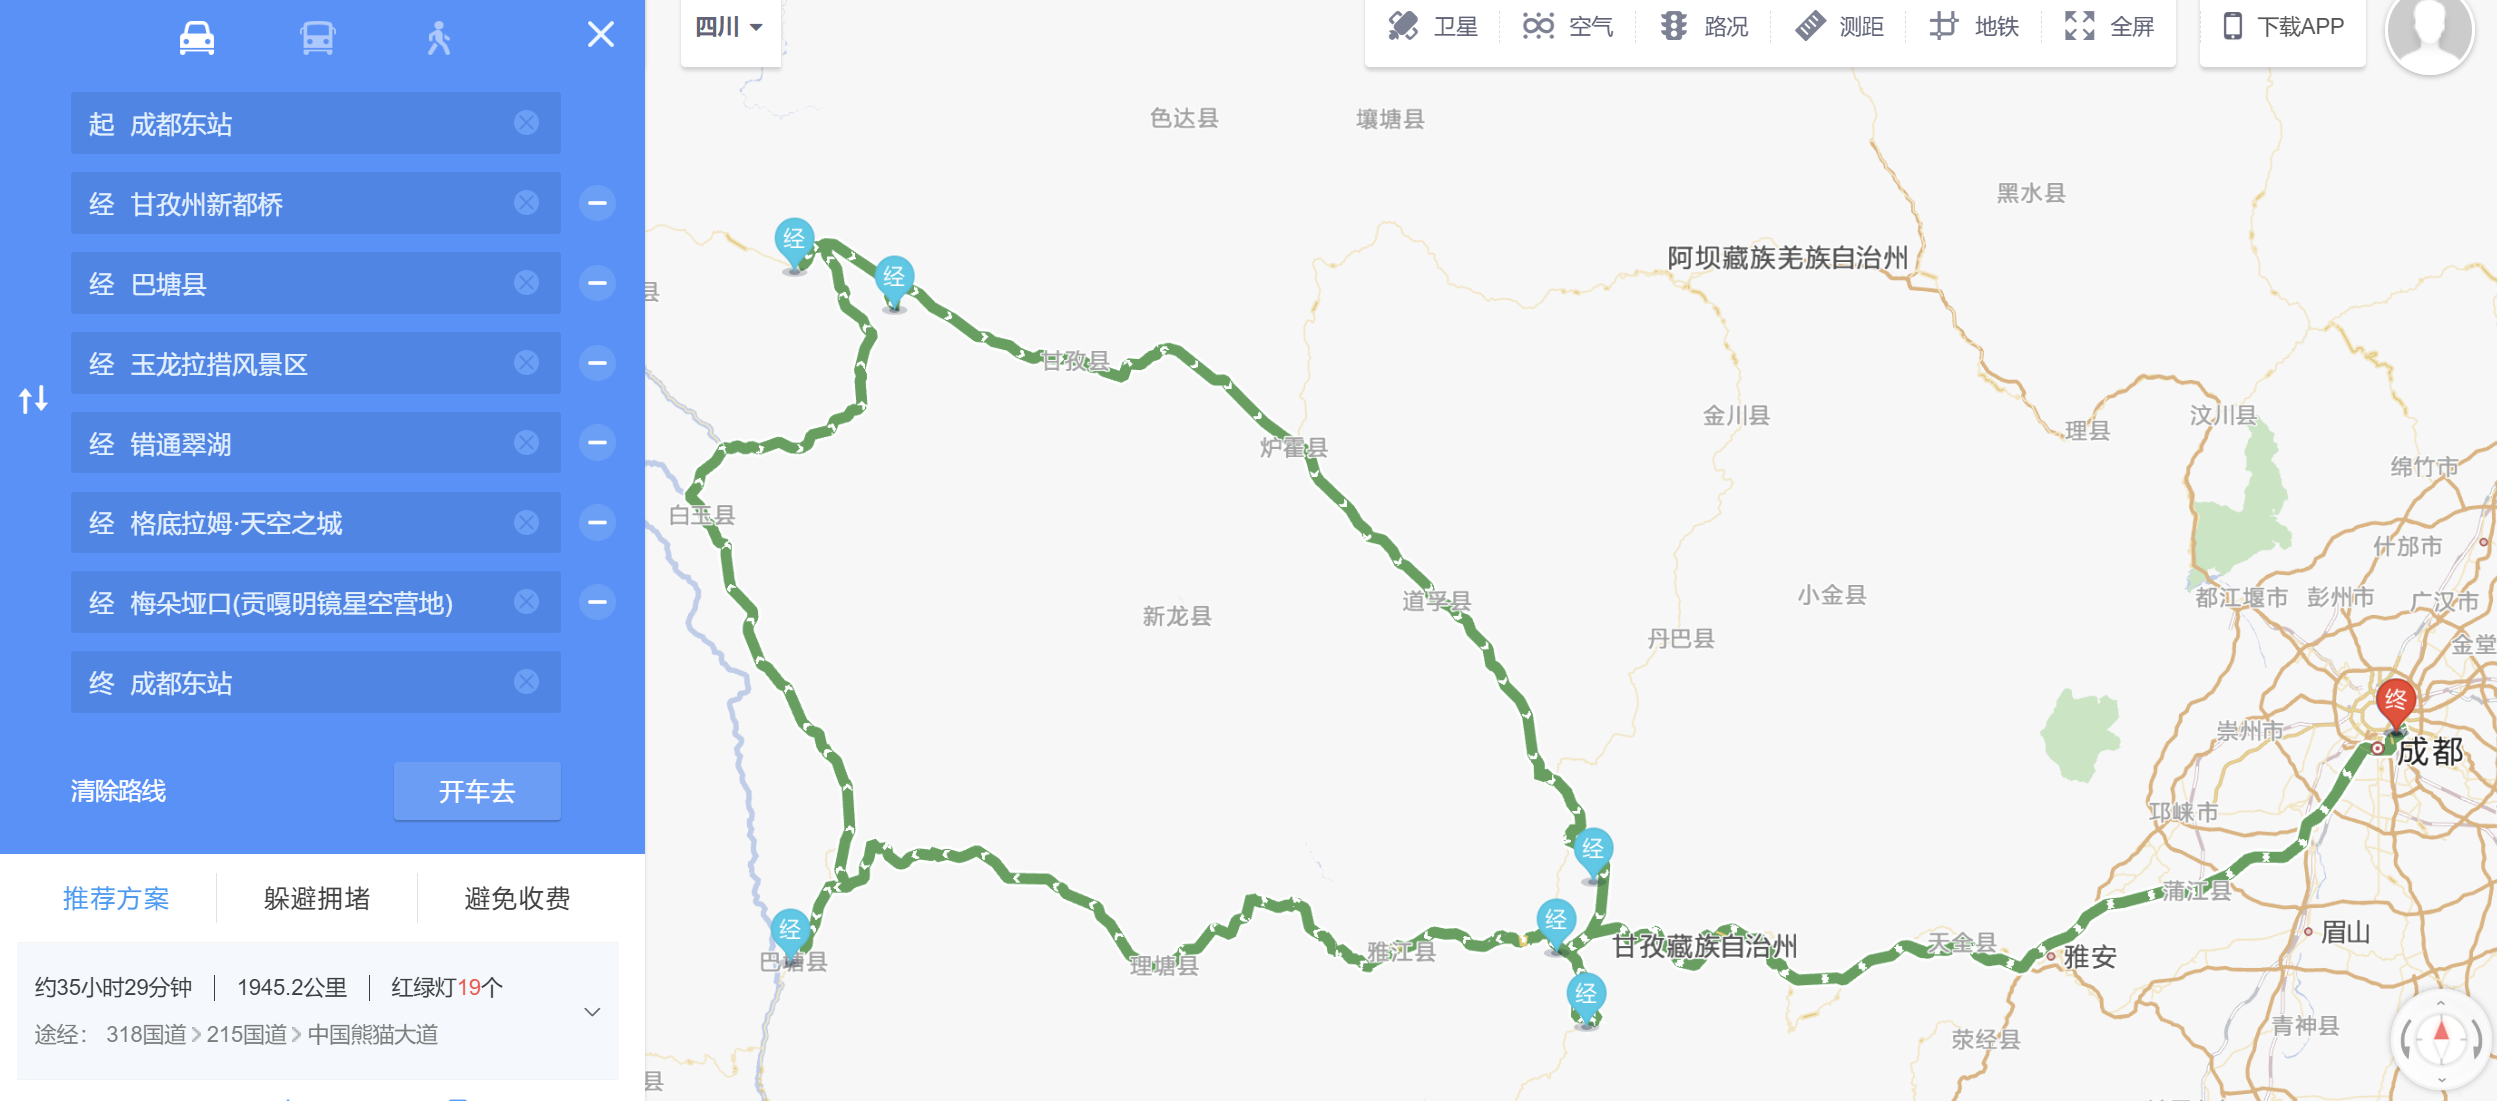 起 成都东站
经 甘孜州新都桥
经 巴塘县
经 玉龙拉措风景区
经 错通翠湖
经 格底拉姆·天空之城
经 梅朵垭口(贡嘎明镜星空营地)
终 成都东站
清除路线
开车去
推荐方案
躲避拥堵
避免收费
约35小时29分钟 1945.2公里 红绿灯19个
途经: 318国道 215国道 中国熊猫大道
四川
卫星
空气
路况
测距
地铁
全屏
下载APP
色达县
壤塘县
黑水县
阿坝藏族羌族自治州
经
经
县
甘孜县
金川县
汶川县
理县
炉霍县
绵竹市
白玉县
什邡市
道孚县
小金县
都江堰市
彭州市
广汉市
新龙县
丹巴县
金堂
终
崇州市
成都
邛崃市
经
蒲江县
经
经
甘孜藏族自治州
天全县
眉山
雅江县
雅安
巴塘县
理塘县
经
青神县
荥经县
县